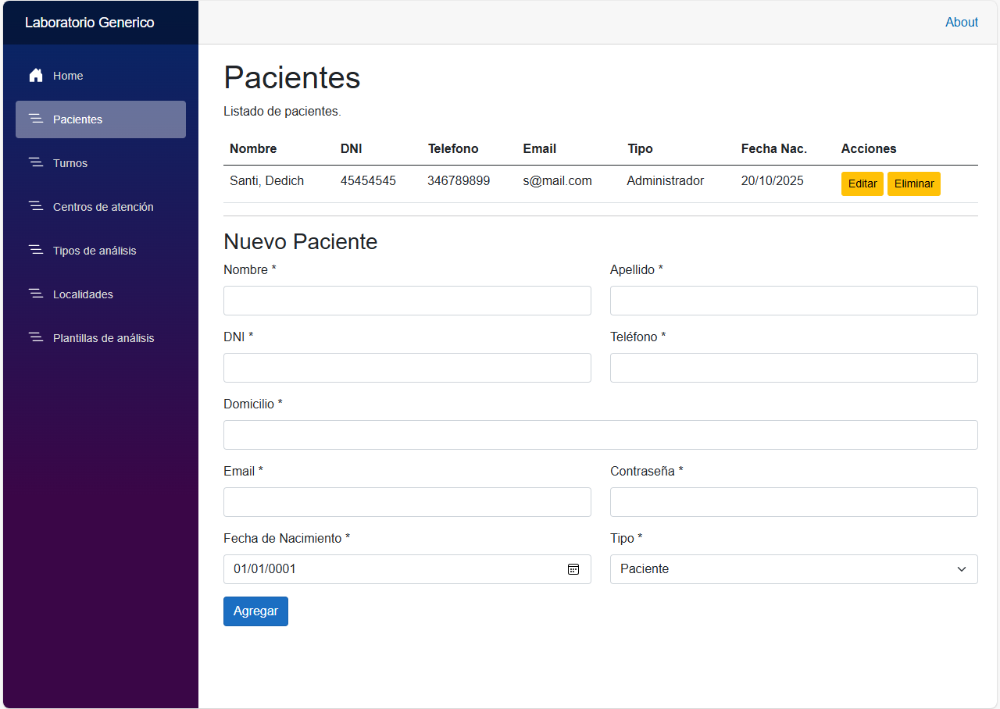 Laboratorio Generico
About
Home
Pacientes
Turnos
Centros de atención
Tipos de análisis
Localidades
Plantillas de análisis
Pacientes
Listado de pacientes.
Nombre DNI Telefono Email Tipo Fecha Nac. Acciones
Santi, Dedich 45454545 346789899 s@mail.com Administrador 20/10/2025 Editar Eliminar
Nuevo Paciente
Nombre * Apellido *
DNI * Teléfono *
Domicilio *
Email * Contraseña *
Fecha de Nacimiento * Tipo *
01/01/0001 Paciente
Agregar